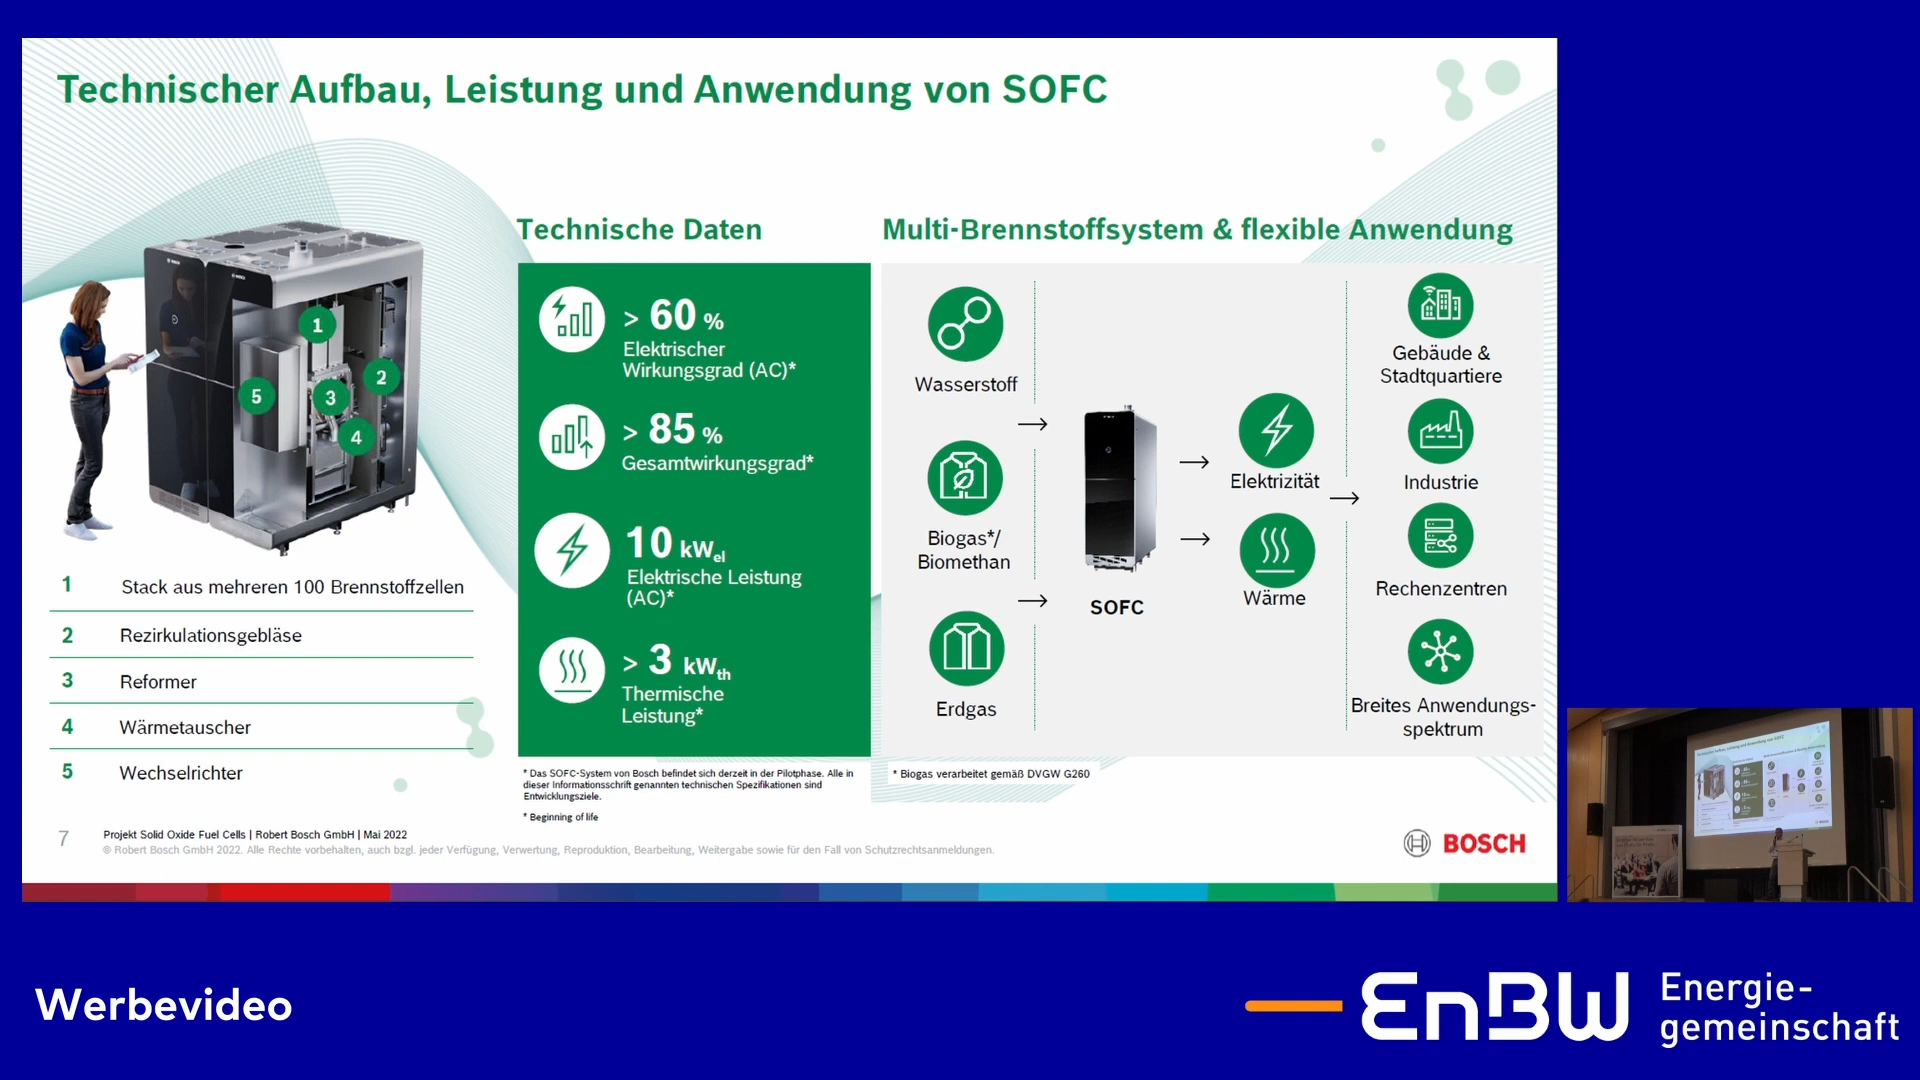 Technischer Aufbau, Leistung und Anwendung von SOFC
1
2
3
4
5
1 Stack aus mehreren 100 Brennstoffzellen
2 Rezirkulationsgebläse
3 Reformer
4 Wärmetauscher
5 Wechselrichter
Technische Daten
> 60 %
Elektrischer
Wirkungsgrad (AC)*
> 85 %
Gesamtwirkungsgrad*
10 kWel
Elektrische Leistung
(AC)*
> 3 kWth
Thermische
Leistung*
* Das SOFC-System von Bosch befindet sich derzeit in der Pilotphase. Alle in
dieser Informationsschrift genannten technischen Spezifikationen sind
Entwicklungsziele.
* Beginning of life
Multi-Brennstoffsystem & flexible Anwendung
Wasserstoff
Biogas*/
Biomethan
Erdgas
SOFC
Elektrizität
Wärme
Gebäude &
Stadtquartiere
Industrie
Rechenzentren
Breites Anwendungs-
spektrum
* Biogas verarbeitet gemäß DVGW G260
7
Projekt Solid Oxide Fuel Cells | Robert Bosch GmbH | Mai 2022
© Robert Bosch GmbH 2022. Alle Rechte vorbehalten, auch bzgl. jeder Verfügung, Verwertung, Reproduktion, Bearbeitung, Weitergabe sowie für den Fall von Schutzrechtsanmeldungen.
BOSCH
Werbevideo
EnBW
Energie-
gemeinschaft